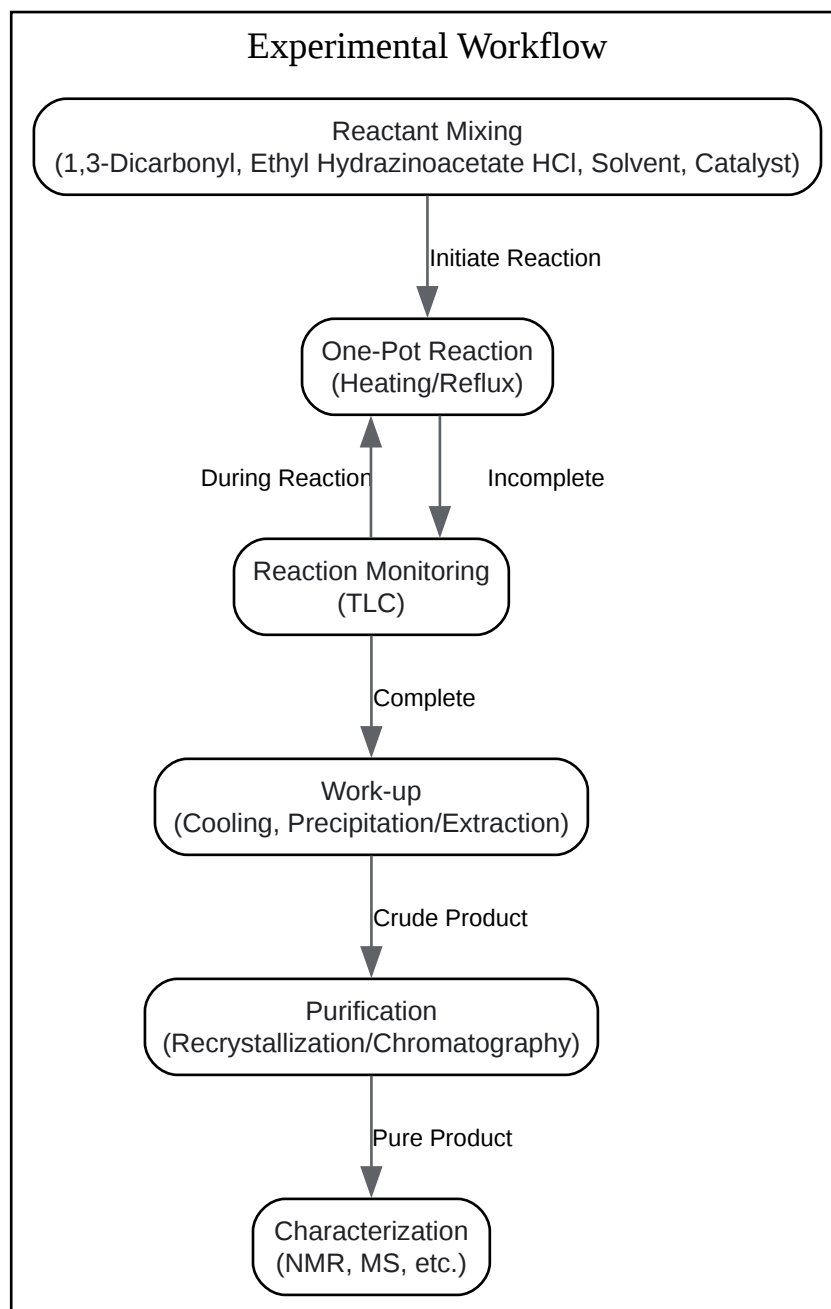 Experimental Workflow
Reactant Mixing
(1,3-Dicarbonyl, Ethyl Hydrazinoacetate HCl, Solvent, Catalyst)
Initiate Reaction
One-Pot Reaction
(Heating/Reflux)
During Reaction
Incomplete
Reaction Monitoring
(TLC)
Complete
Work-up
(Cooling, Precipitation/Extraction)
Crude Product
Purification
(Recrystallization/Chromatography)
Pure Product
Characterization
(NMR, MS, etc.)